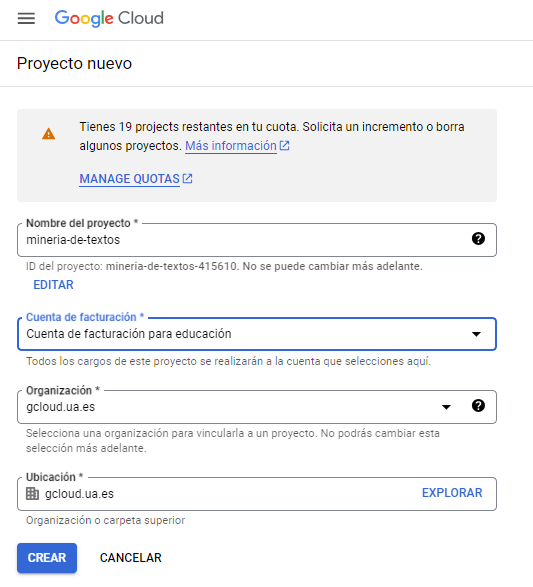 Google Cloud
Proyecto nuevo
Tienes 19 projects restantes en tu cuota. Solicita un incremento o borra
algunos proyectos. Más información
MANAGE QUOTAS
Nombre del proyecto *
mineria-de-textos
ID del proyecto: mineria-de-textos-415610. No se puede cambiar más adelante.
EDITAR
Cuenta de facturación *
Cuenta de facturación para educación
Todos los cargos de este proyecto se realizarán a la cuenta que selecciones aquí.
Organización *
gcloud.ua.es
Selecciona una organización para vincularla a un proyecto. No podrás cambiar esta
selección más adelante.
Ubicación *
gcloud.ua.es EXPLORAR
Organización o carpeta superior
CREAR CANCELAR